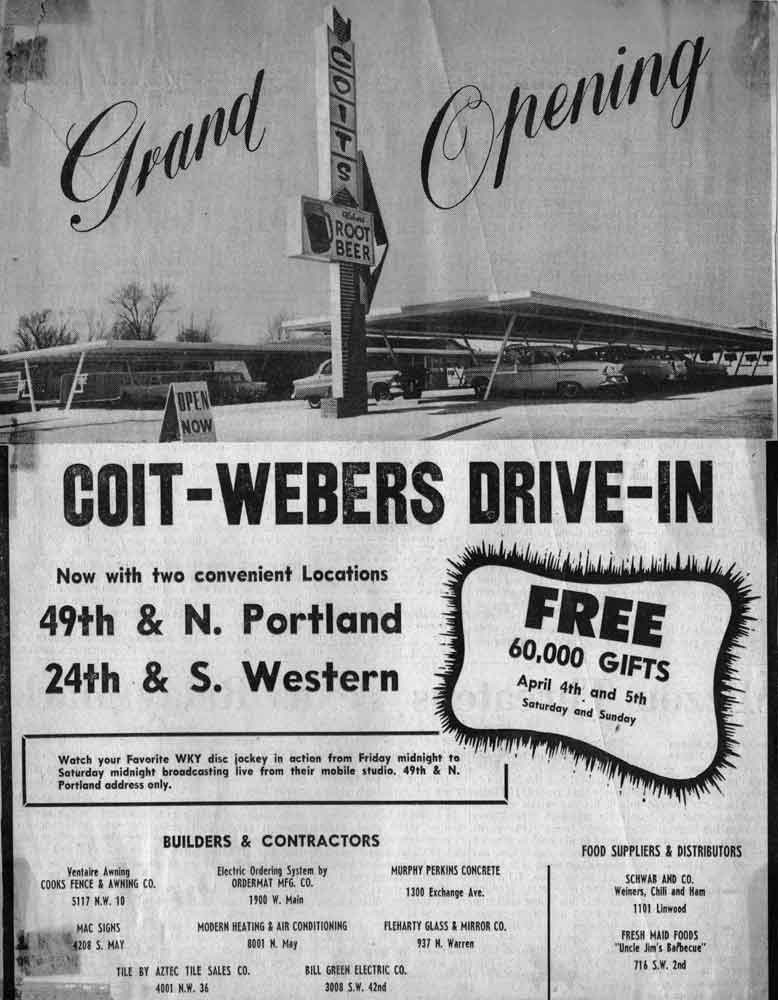 Grand Opening
COIT'S
Weber's
ROOT
BEER
OPEN
NOW
COIT-WEBERS DRIVE-IN
Now with two convenient Locations
49th & N. Portland
24th & S. Western
FREE
60,000 GIFTS
April 4th and 5th
Saturday and Sunday
Watch your Favorite WKY disc jockey in action from Friday midnight to
Saturday midnight broadcasting live from their mobile studio. 49th & N.
Portland address only.
BUILDERS & CONTRACTORS
Ventaire Awning
COOKS FENCE & AWNING CO.
5117 N.W. 10
Electric Ordering System by
ORDERMAT MFG. CO.
1900 W. Main
MURPHY PERKINS CONCRETE
1300 Exchange Ave.
MAC SIGNS
4208 S. MAY
MODERN HEATING & AIR CONDITIONING
8001 N. May
FLEHARTY GLASS & MIRROR CO.
937 N. Warren
TILE BY AZTEC TILE SALES CO.
4001 N.W. 36
BILL GREEN ELECTRIC CO.
3008 S.W. 42nd
FOOD SUPPLIERS & DISTRIBUTORS
SCHWAB AND CO.
Weiners, Chili and Ham
1101 Linwood
FRESH MAID FOODS
"Uncle Jim's Barbecue"
716 S.W. 2nd